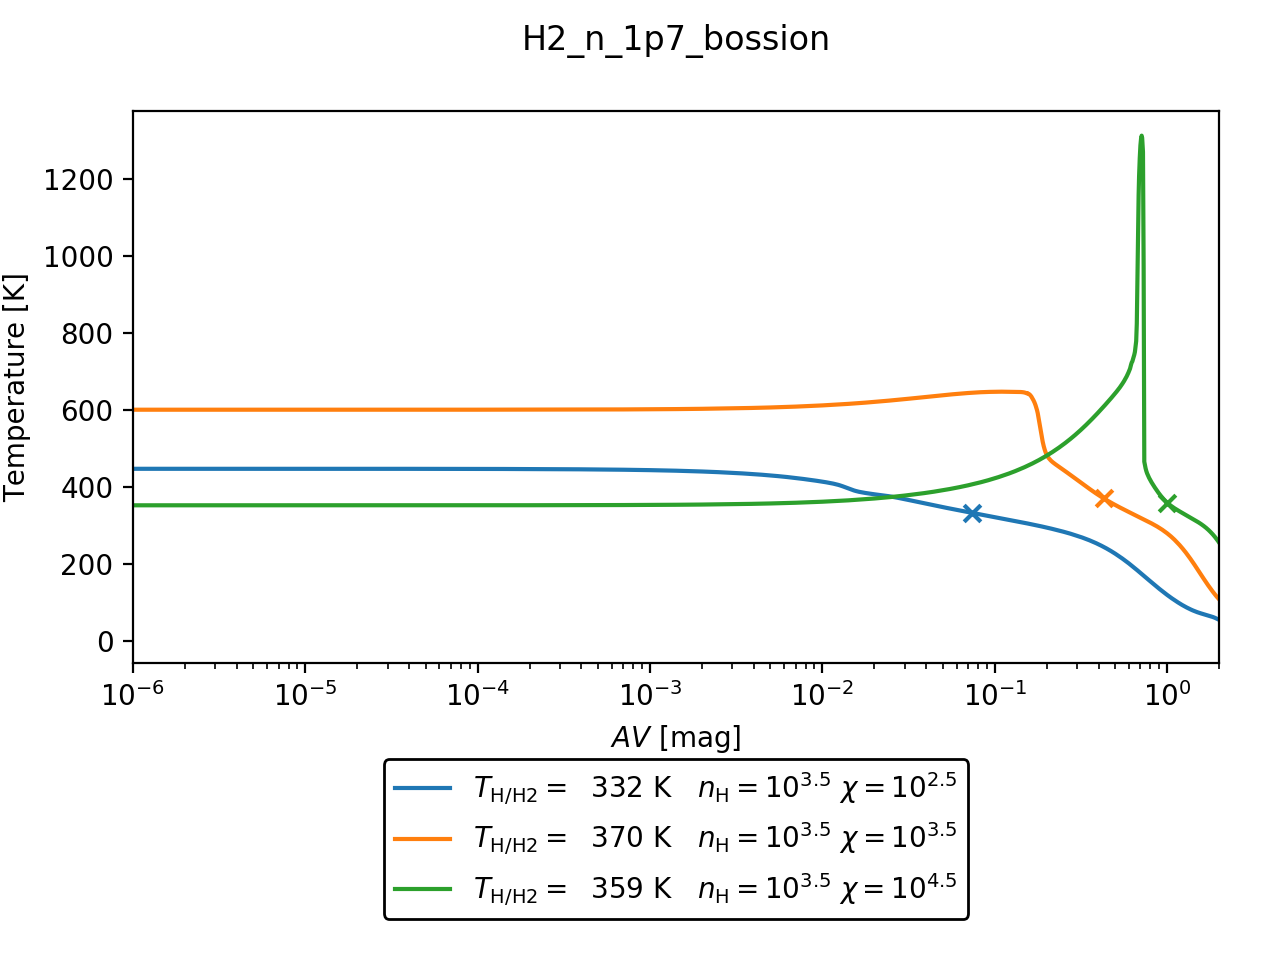 H2_n_1p7_bossion
Temperature [K]
1200
1000
800
600
400
200
0
10⁻⁶ 10⁻⁵ 10⁻⁴ 10⁻³ 10⁻² 10⁻¹ 10⁰
AV [mag]
T_H/H2 = 332 K n_H = 10^3.5 χ = 10^2.5
T_H/H2 = 370 K n_H = 10^3.5 χ = 10^3.5
T_H/H2 = 359 K n_H = 10^3.5 χ = 10^4.5